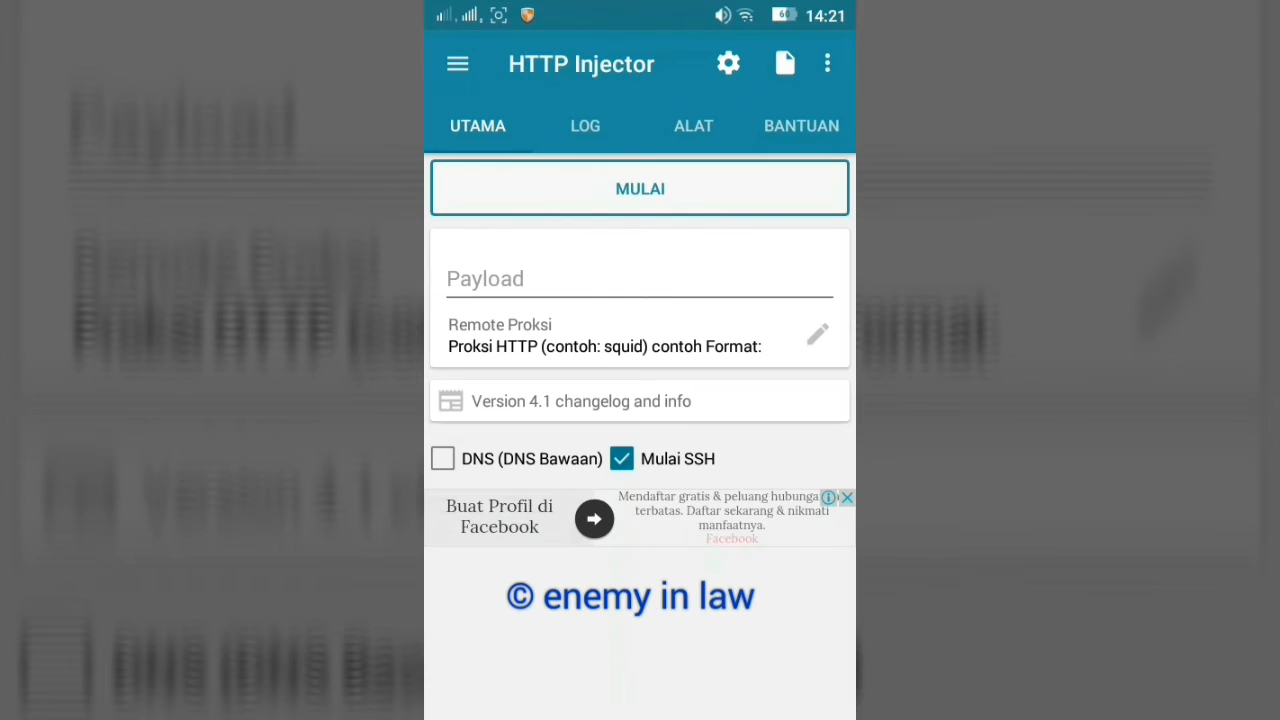 14:21
HTTP Injector
UTAMA LOG ALAT BANTUAN
MULAI
Payload
Remote Proksi
Proksi HTTP (contoh: squid) contoh Format:
Version 4.1 changelog and info
DNS (DNS Bawaan) Mulai SSH
Buat Profil di
Facebook
Mendaftar gratis & peluang
terbatas. Daftar sekarang & nikmati
manfaatnya.
Facebook
© enemy in law